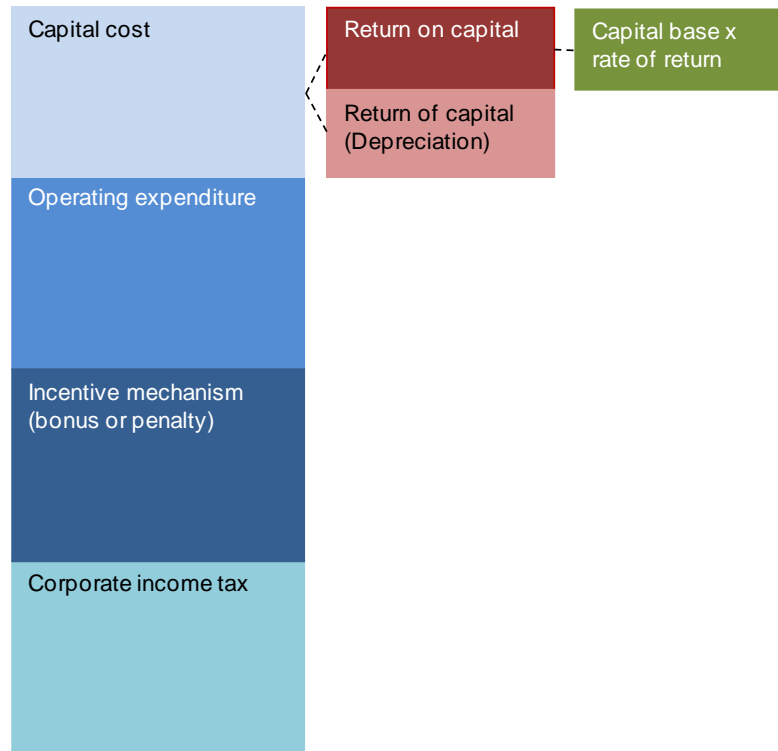 Capital cost
Return on capital
Capital base x
rate of return
Return of capital
(Depreciation)
Operating expenditure
Incentive mechanism
(bonus or penalty)
Corporate income tax